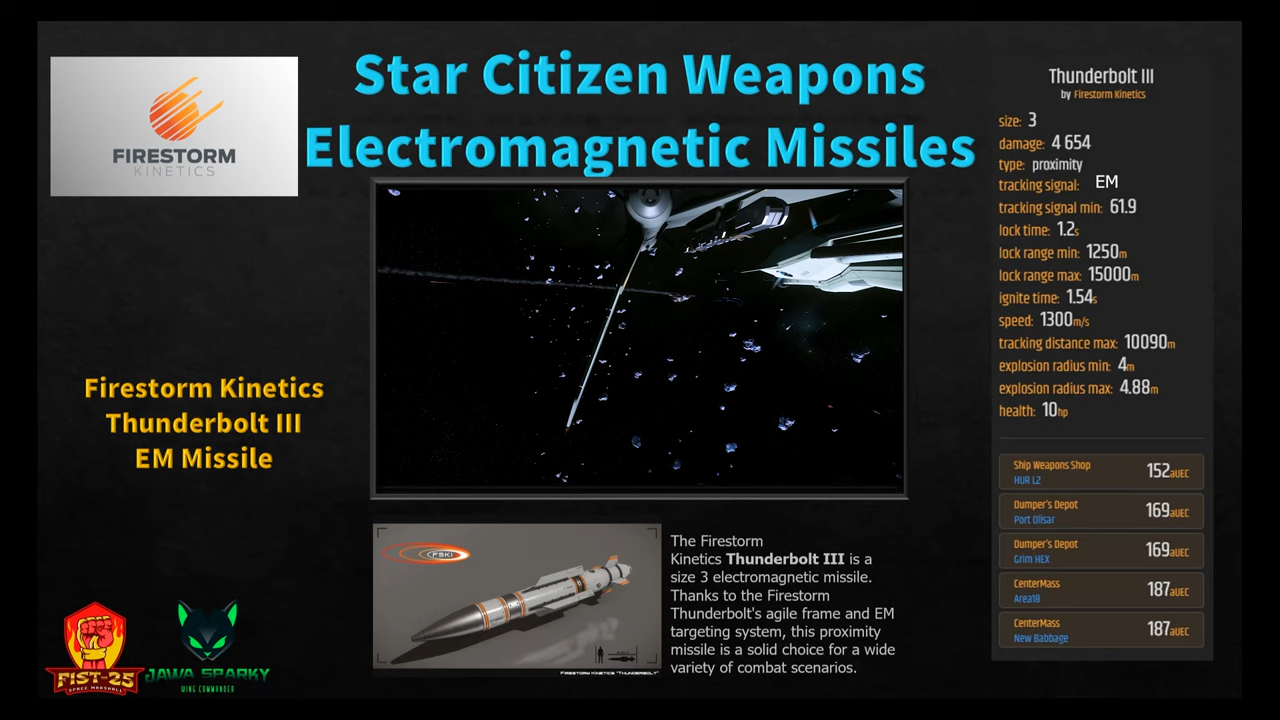 Star Citizen Weapons
Electromagnetic Missiles
FIRESTORM
KINETICS
Firestorm Kinetics
Thunderbolt III
EM Missile
FSKI
FIRESTORM KINETICS "THUNDERBOLT"
The Firestorm
Kinetics Thunderbolt III is a
size 3 electromagnetic missile.
Thanks to the Firestorm
Thunderbolt's agile frame and EM
targeting system, this proximity
missile is a solid choice for a wide
variety of combat scenarios.
FIST-25
SPACE MARSHALL
JAWA SPARKY
WING COMMANDER
Thunderbolt III
by Firestorm Kinetics
size: 3
damage: 4 654
type: proximity
tracking signal: EM
tracking signal min: 61.9
lock time: 1.2s
lock range min: 1250m
lock range max: 15000m
ignite time: 1.54s
speed: 1300m/s
tracking distance max: 10090m
explosion radius min: 4m
explosion radius max: 4.88m
health: 10hp
Ship Weapons Shop
HUR L2
152aUEC
Dumper's Depot
Port Olisar
169aUEC
Dumper's Depot
Grim HEX
169aUEC
CenterMass
Area18
187aUEC
CenterMass
New Babbage
187aUEC